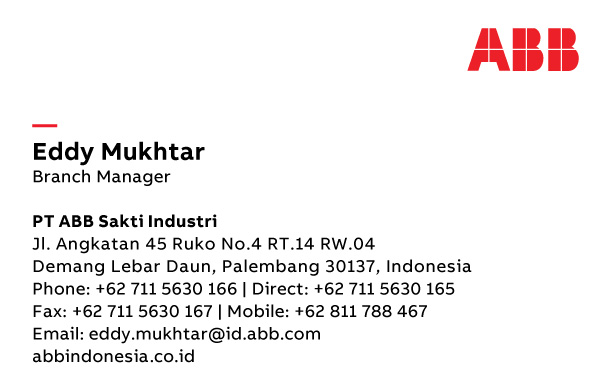 ABB
Eddy Mukhtar
Branch Manager
PT ABB Sakti Industri
Jl. Angkatan 45 Ruko No.4 RT.14 RW.04
Demang Lebar Daun, Palembang 30137, Indonesia
Phone: +62 711 5630 166 | Direct: +62 711 5630 165
Fax: +62 711 5630 167 | Mobile: +62 811 788 467
Email: eddy.mukhtar@id.abb.com
abbindonesia.co.id